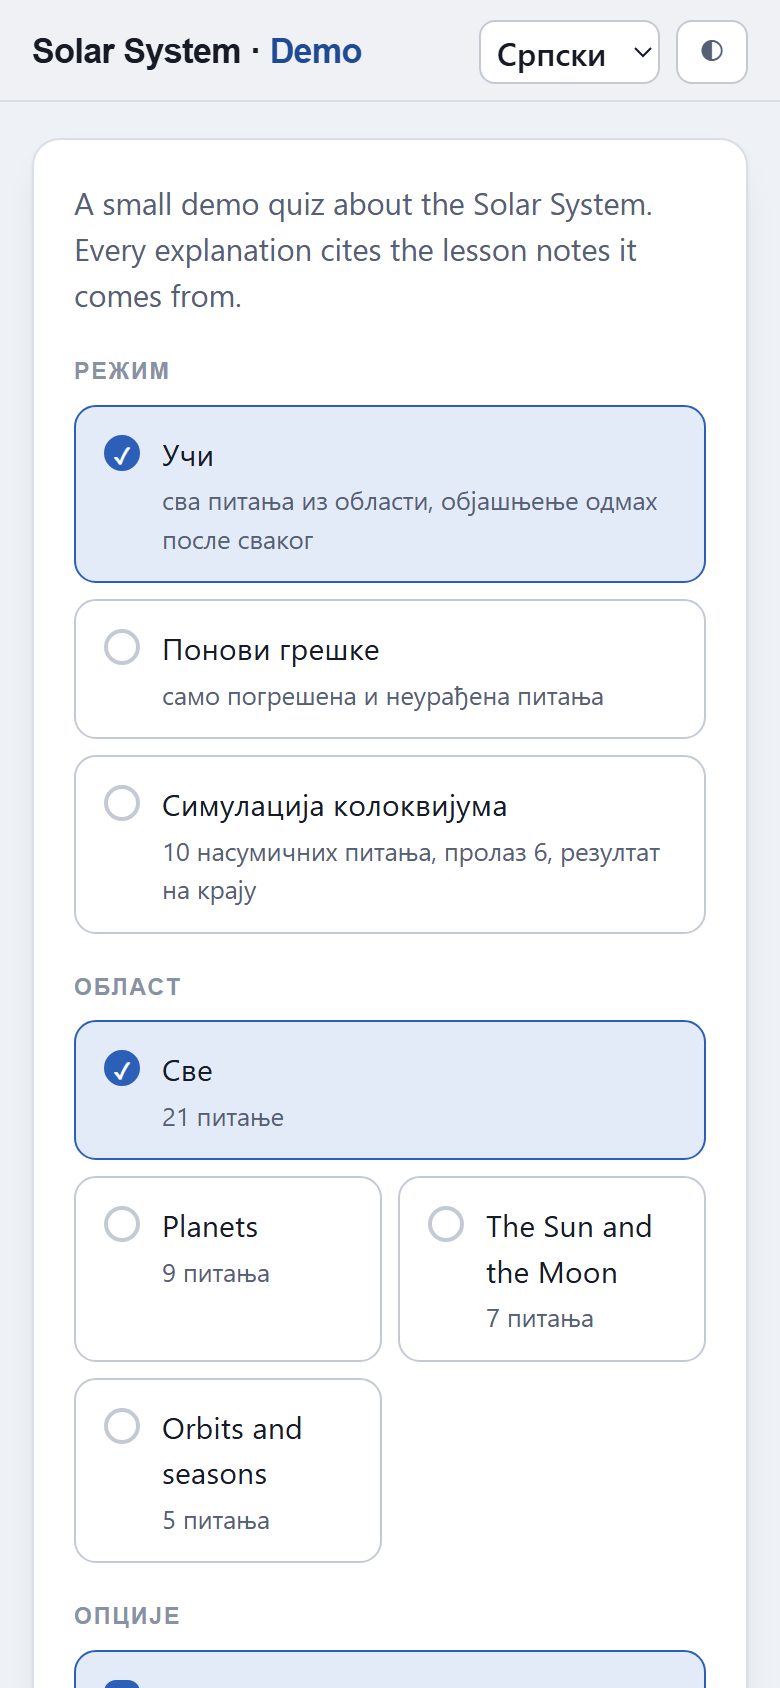 Solar System · Demo
Српски
A small demo quiz about the Solar System.
Every explanation cites the lesson notes it
comes from.
РЕЖИМ
Учи
сва питања из области, објашњење одмах
после сваког
Понови грешке
само погрешена и неурађена питања
Симулација колоквијума
10 насумичних питања, пролаз 6, резултат
на крају
ОБЛАСТ
Све
21 питање
Planets
9 питања
The Sun and
the Moon
7 питања
Orbits and
seasons
5 питања
ОПЦИЈЕ